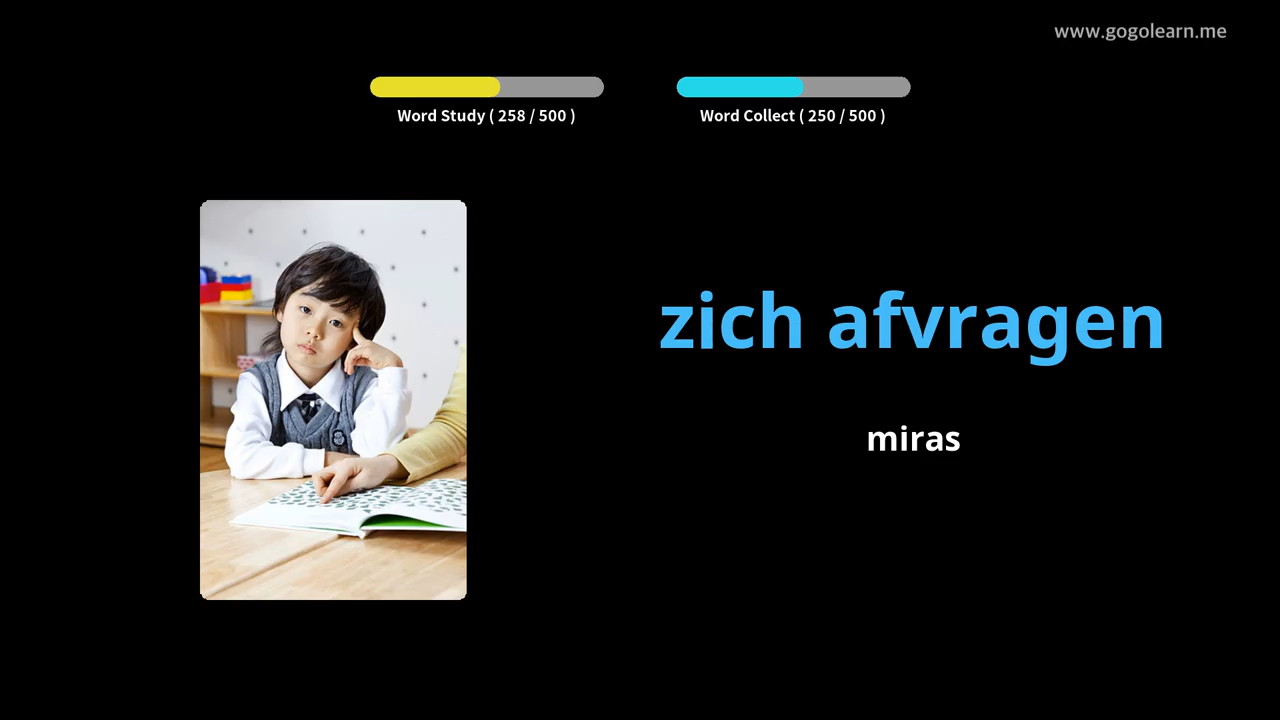 www.gogolearn.me
Word Study ( 258 / 500 )
Word Collect ( 250 / 500 )
zich afvragen
miras